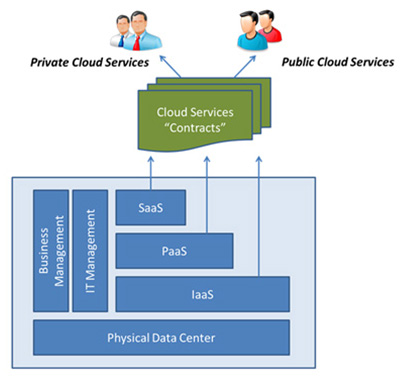 Private Cloud Services
Public Cloud Services
Cloud Services
“Contracts”
Business
Management
IT Management
SaaS
PaaS
IaaS
Physical Data Center